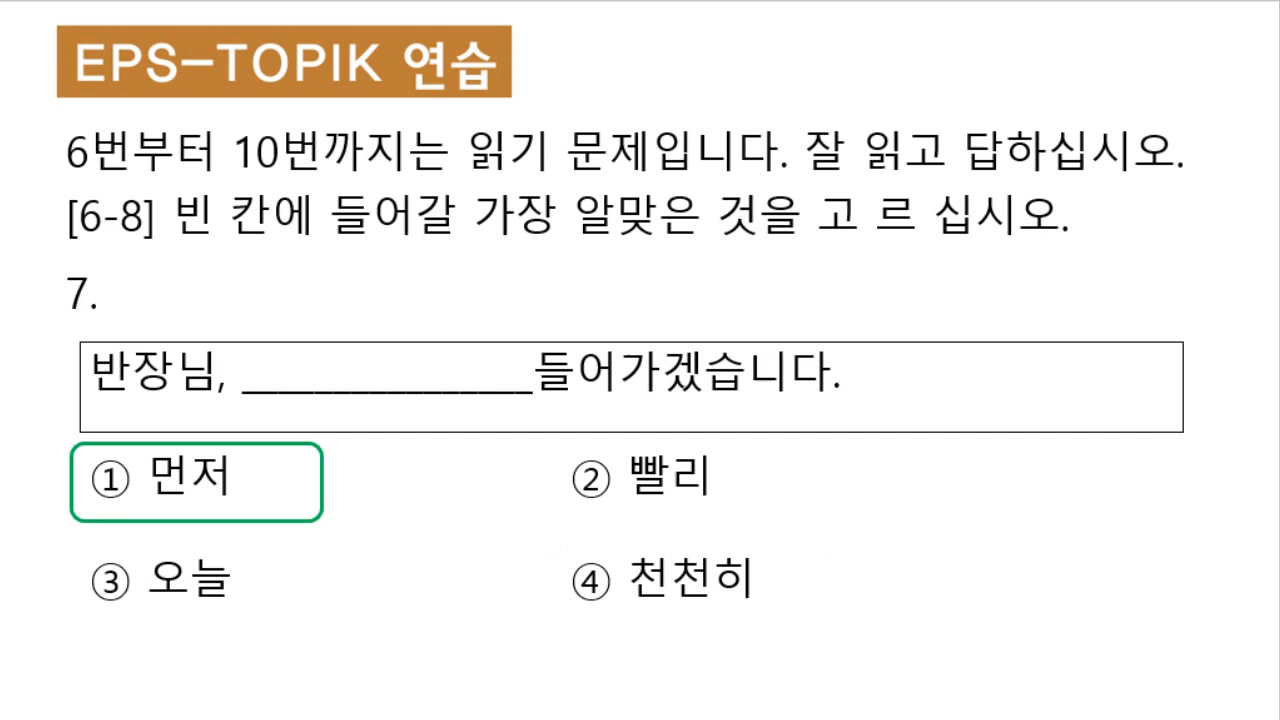 EPS-TOPIK 연습
6번부터 10번까지는 읽기 문제입니다. 잘 읽고 답하십시오.
[6-8] 빈 칸에 들어갈 가장 알맞은 것을 고 르 십시오.
7.
반장님, ________________들어가겠습니다.
① 먼저 ② 빨리
③ 오늘 ④ 천천히